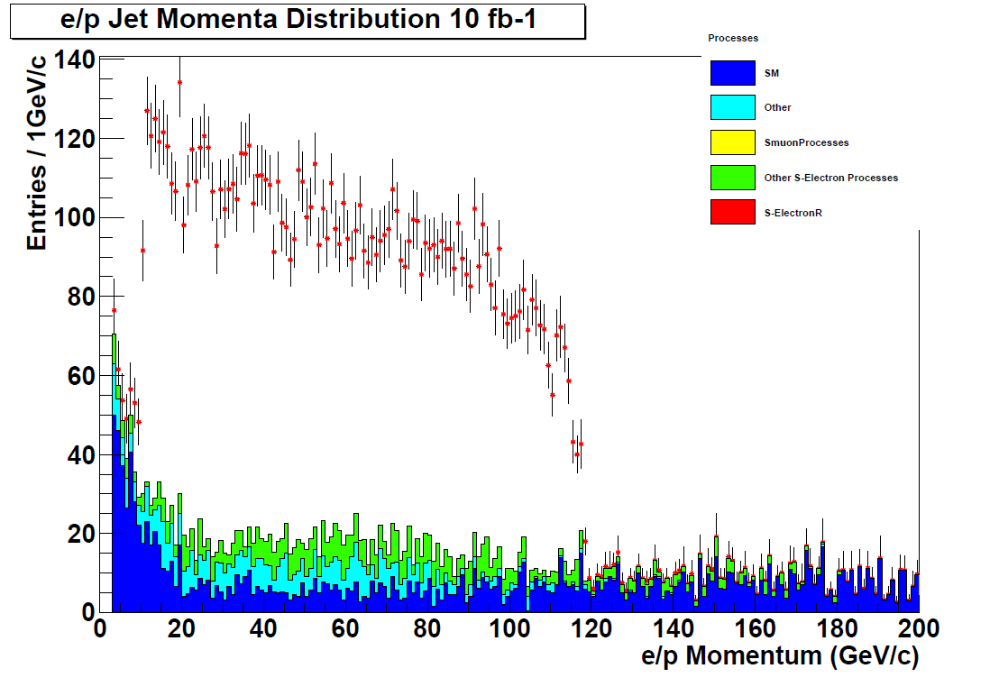 e/p Jet Momenta Distribution 10 fb-1
Processes
SM
Other
SmuonProcesses
Other S-Electron Processes
S-ElectronR
Entries / 1GeV/c
140
120
100
80
60
40
20
0
0 20 40 60 80 100 120 140 160 180 200
e/p Momentum (GeV/c)